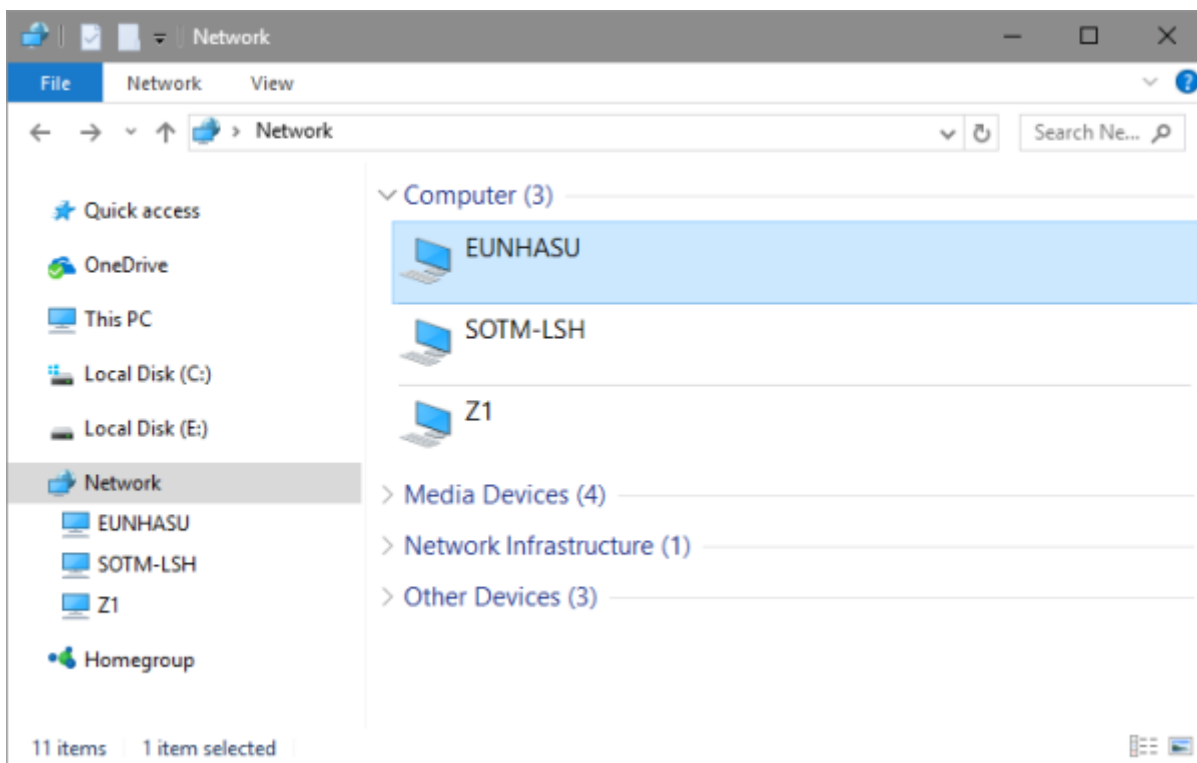 Network
File Network View
Network
Search Ne...
Quick access
OneDrive
This PC
Local Disk (C:)
Local Disk (E:)
Network
EUNHASU
SOTM-LSH
Z1
Homegroup
Computer (3)
EUNHASU
SOTM-LSH
Z1
Media Devices (4)
Network Infrastructure (1)
Other Devices (3)
11 items 1 item selected